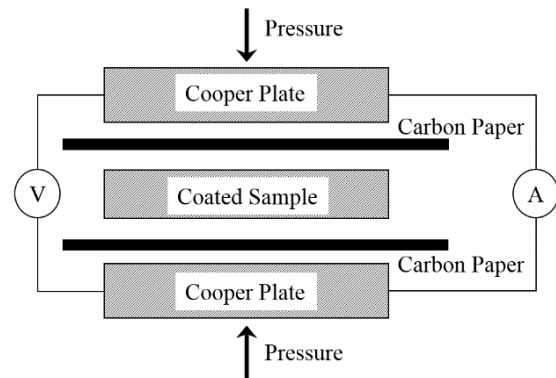 Pressure
Cooper Plate
Carbon Paper
V
Coated Sample
A
Carbon Paper
Cooper Plate
Pressure